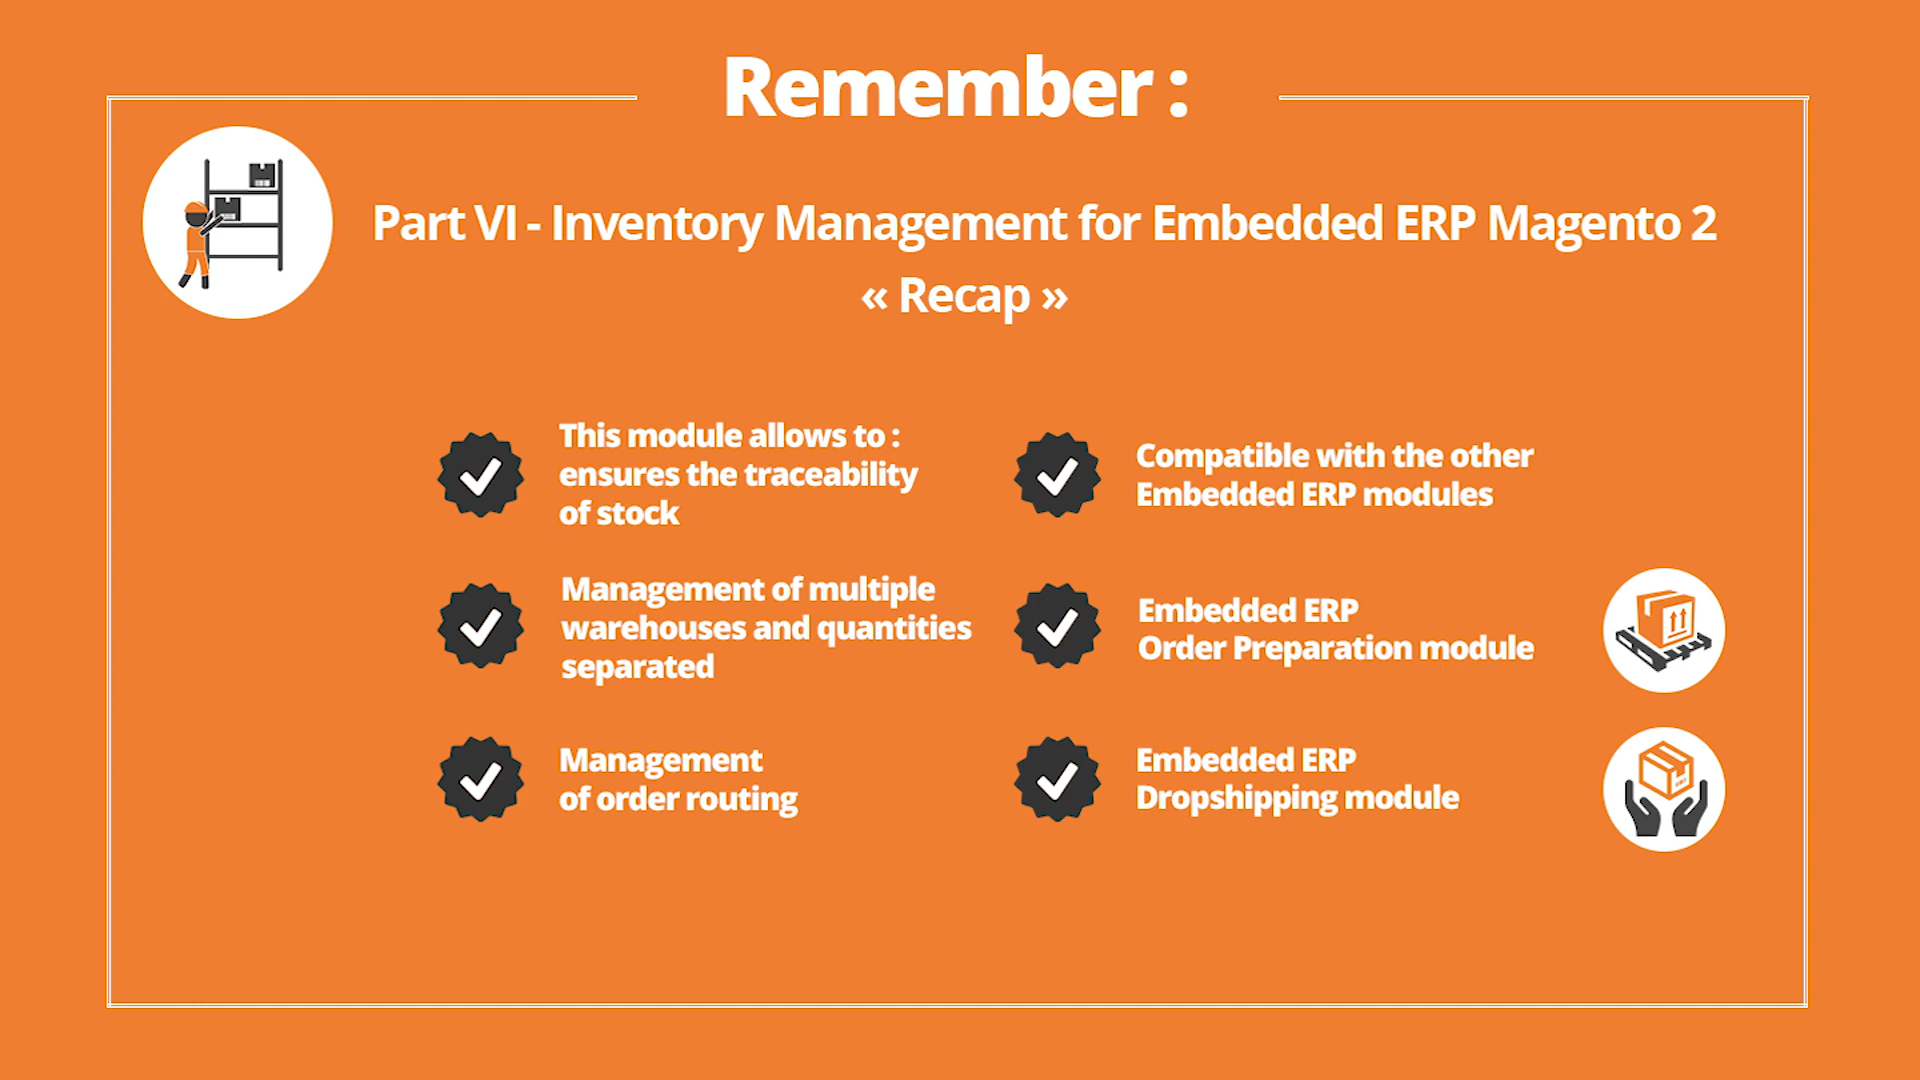 Remember :
Part VI - Inventory Management for Embedded ERP Magento 2
« Recap »
This module allows to :
ensures the traceability
of stock
Management of multiple
warehouses and quantities
separated
Management
of order routing
Compatible with the other
Embedded ERP modules
Embedded ERP
Order Preparation module
Embedded ERP
Dropshipping module